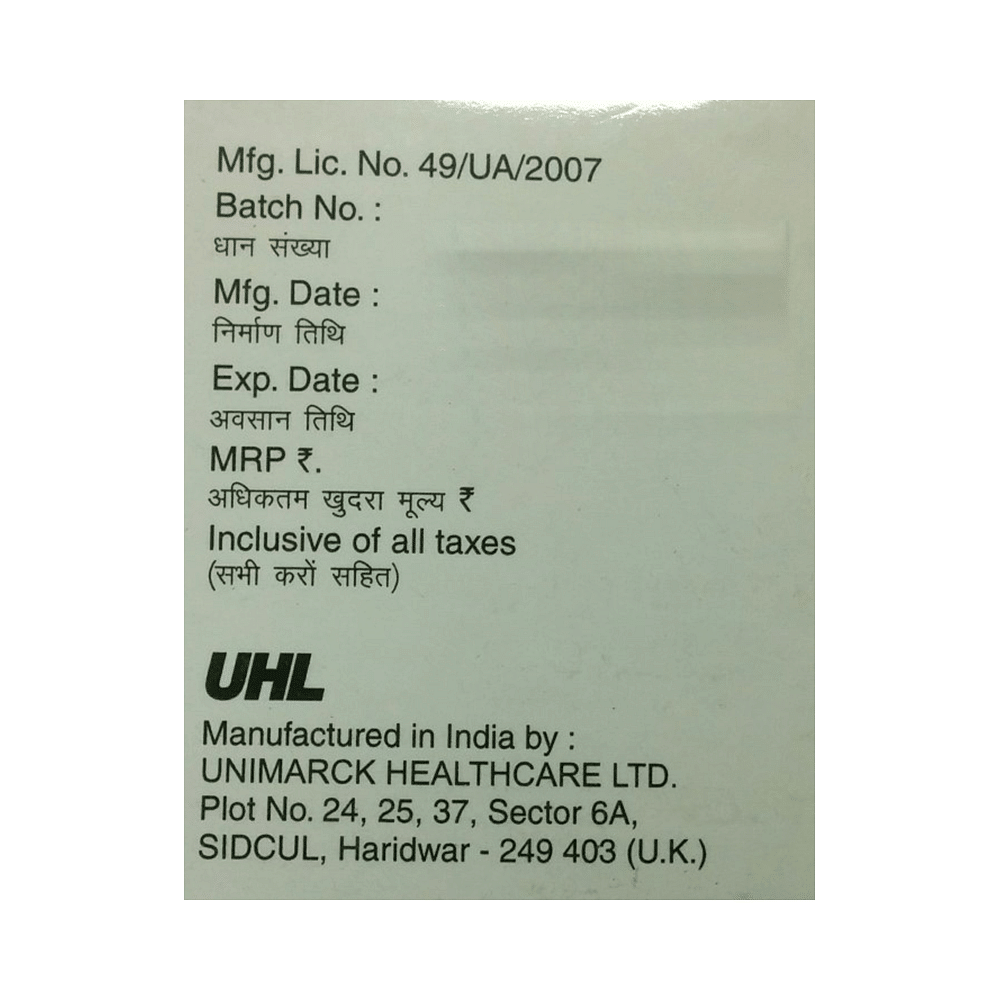 Mfg. Lic. No. 49/UA/2007
Batch No. :
धान संख्या
Mfg. Date :
निर्माण तिथि
Exp. Date :
अवसान तिथि
MRP ₹.
अधिकतम खुदरा मूल्य ₹
Inclusive of all taxes
(सभी करों सहित)
UHL
Manufactured in India by :
UNIMARCK HEALTHCARE LTD.
Plot No. 24, 25, 37, Sector 6A,
SIDCUL, Haridwar - 249 403 (U.K.)